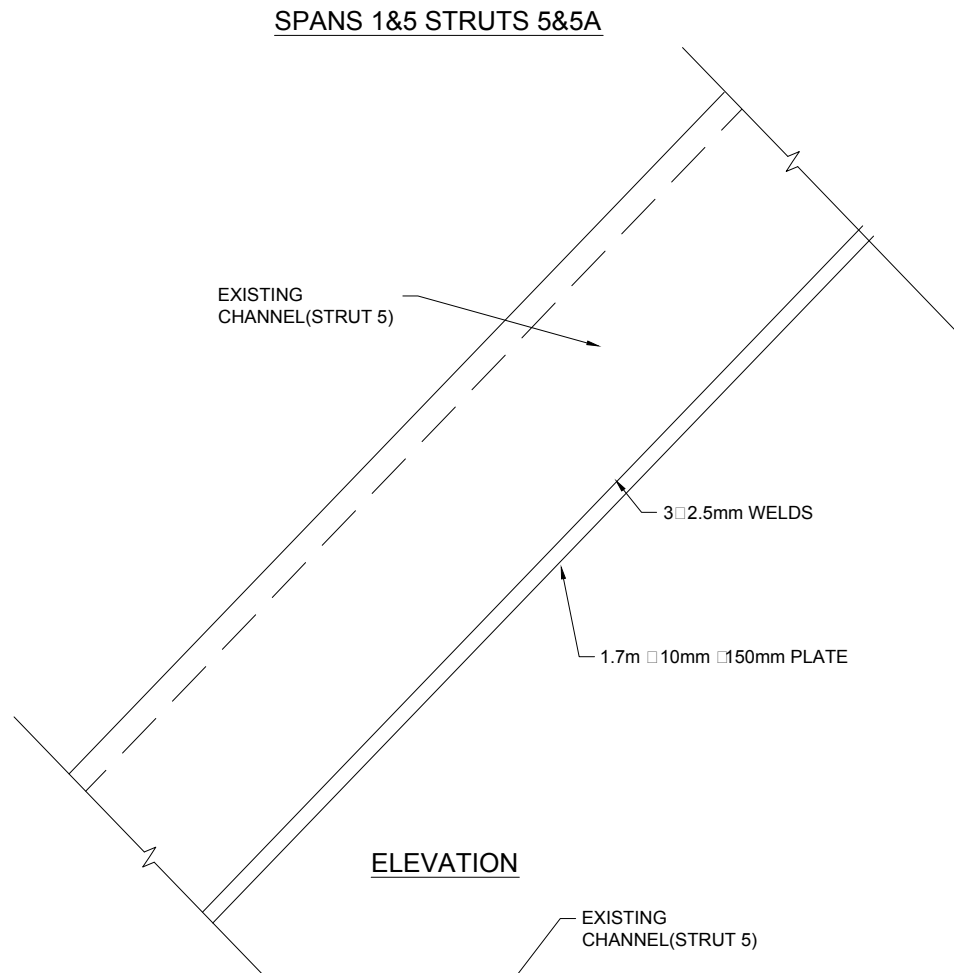 SPANS 1&5 STRUTS 5&5A
EXISTING
CHANNEL(STRUT 5)
3□2.5mm WELDS
1.7m □10mm □150mm PLATE
ELEVATION
EXISTING
CHANNEL(STRUT 5)